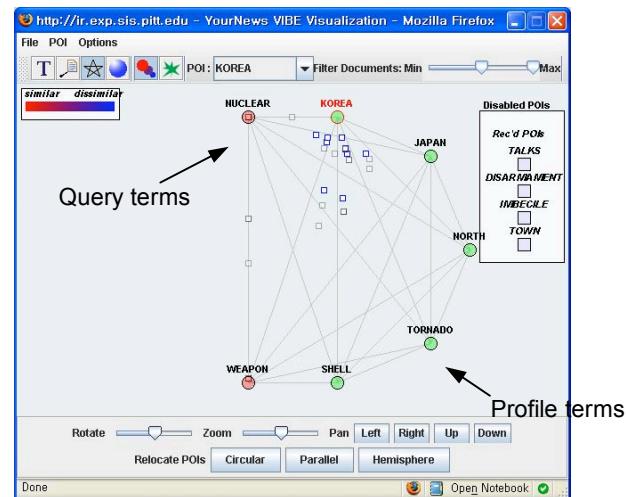 http://ir.exp.sis.pitt.edu - YourNews VIBE Visualization - Mozilla Firefox
File POI Options
T POI: KOREA Filter Documents: Min Max
similar dissimilar
NUCLEAR
KOREA
Disabled POIs
Rec'd POIs
JAPAN
TALKS
DISARMAMENT
IMBECILE
TOWN
Query terms
NORTH
TORNADO
WEAPON
SHELL
Profile terms
Rotate Zoom Pan Left Right Up Down
Relocate POIs Circular Parallel Hemisphere
Done Open Notebook